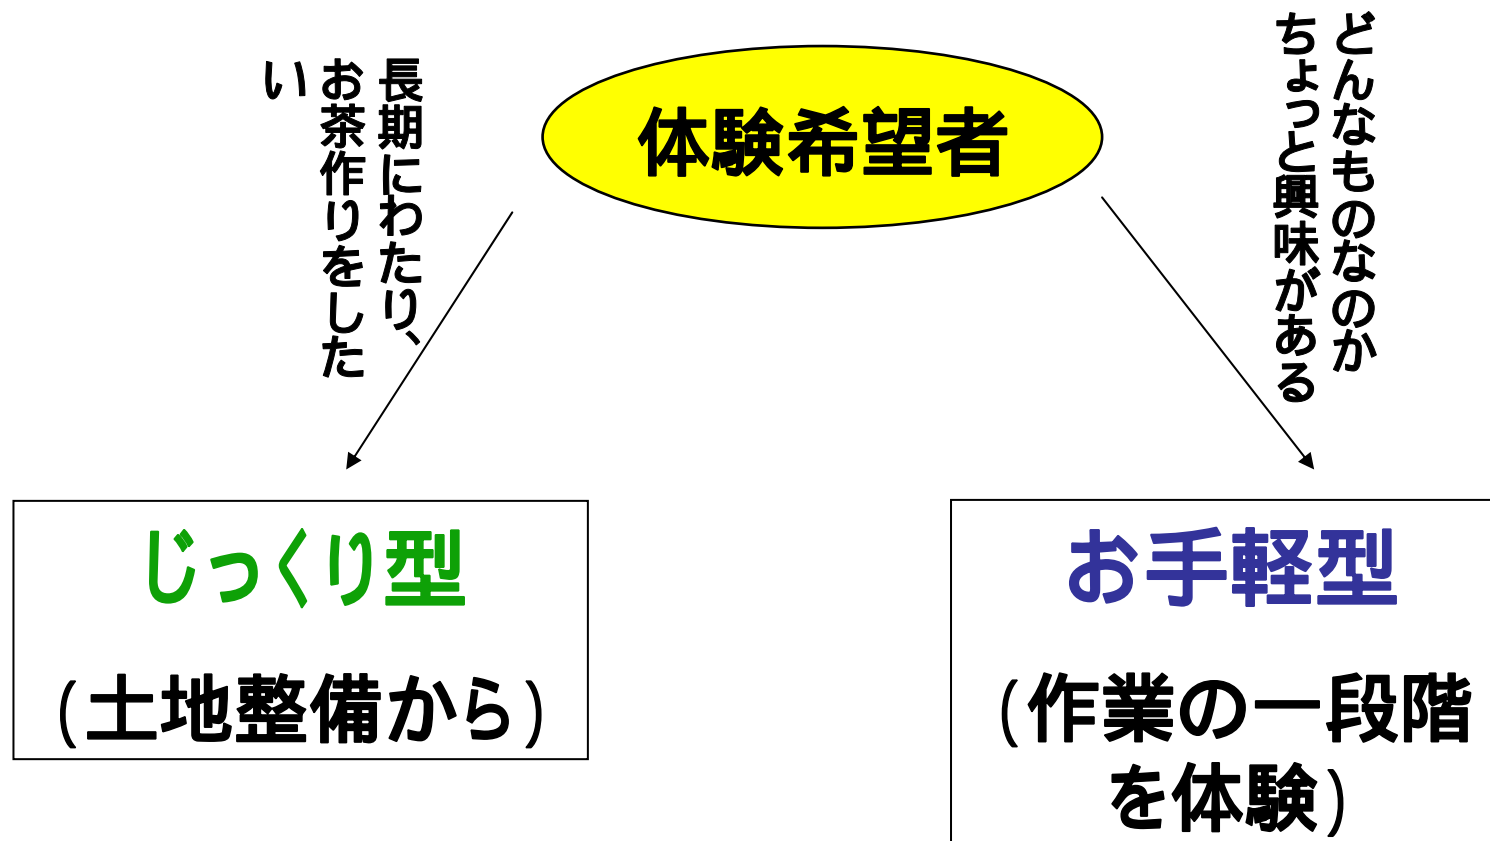 体験希望者
長期にわたり、
お茶作りをした
い
どんなものなのか
ちょっと興味がある
じっくり型
(土地整備から)
お手軽型
(作業の一段階
を体験)